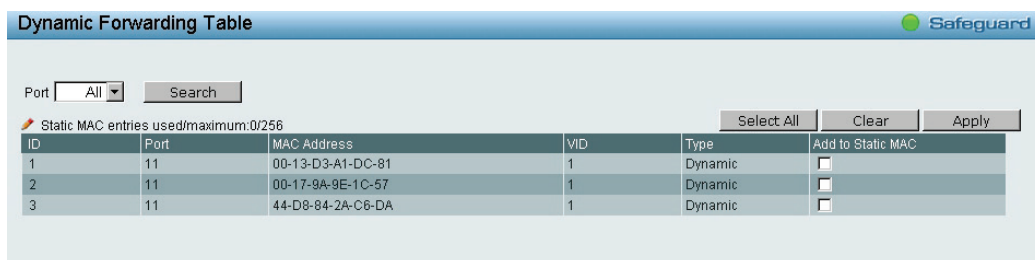 Dynamic Forwarding Table
Safeguard
Port All Search
Static MAC entries used/maximum:0/256
Select All Clear Apply
ID Port MAC Address VID Type Add to Static MAC
1 11 00-13-D3-A1-DC-81 1 Dynamic
2 11 00-17-9A-9E-1C-57 1 Dynamic
3 11 44-D8-84-2A-C6-DA 1 Dynamic